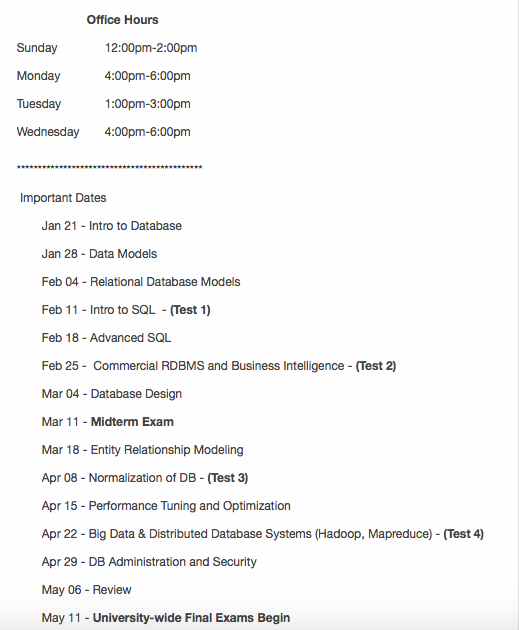 Office Hours
Sunday 12:00pm-2:00pm
Monday 4:00pm-6:00pm
Tuesday 1:00pm-3:00pm
Wednesday 4:00pm-6:00pm
********************************************
Important Dates
Jan 21 - Intro to Database
Jan 28 - Data Models
Feb 04 - Relational Database Models
Feb 11 - Intro to SQL - (Test 1)
Feb 18 - Advanced SQL
Feb 25 - Commercial RDBMS and Business Intelligence - (Test 2)
Mar 04 - Database Design
Mar 11 - Midterm Exam
Mar 18 - Entity Relationship Modeling
Apr 08 - Normalization of DB - (Test 3)
Apr 15 - Performance Tuning and Optimization
Apr 22 - Big Data & Distributed Database Systems (Hadoop, Mapreduce) - (Test 4)
Apr 29 - DB Administration and Security
May 06 - Review
May 11 - University-wide Final Exams Begin